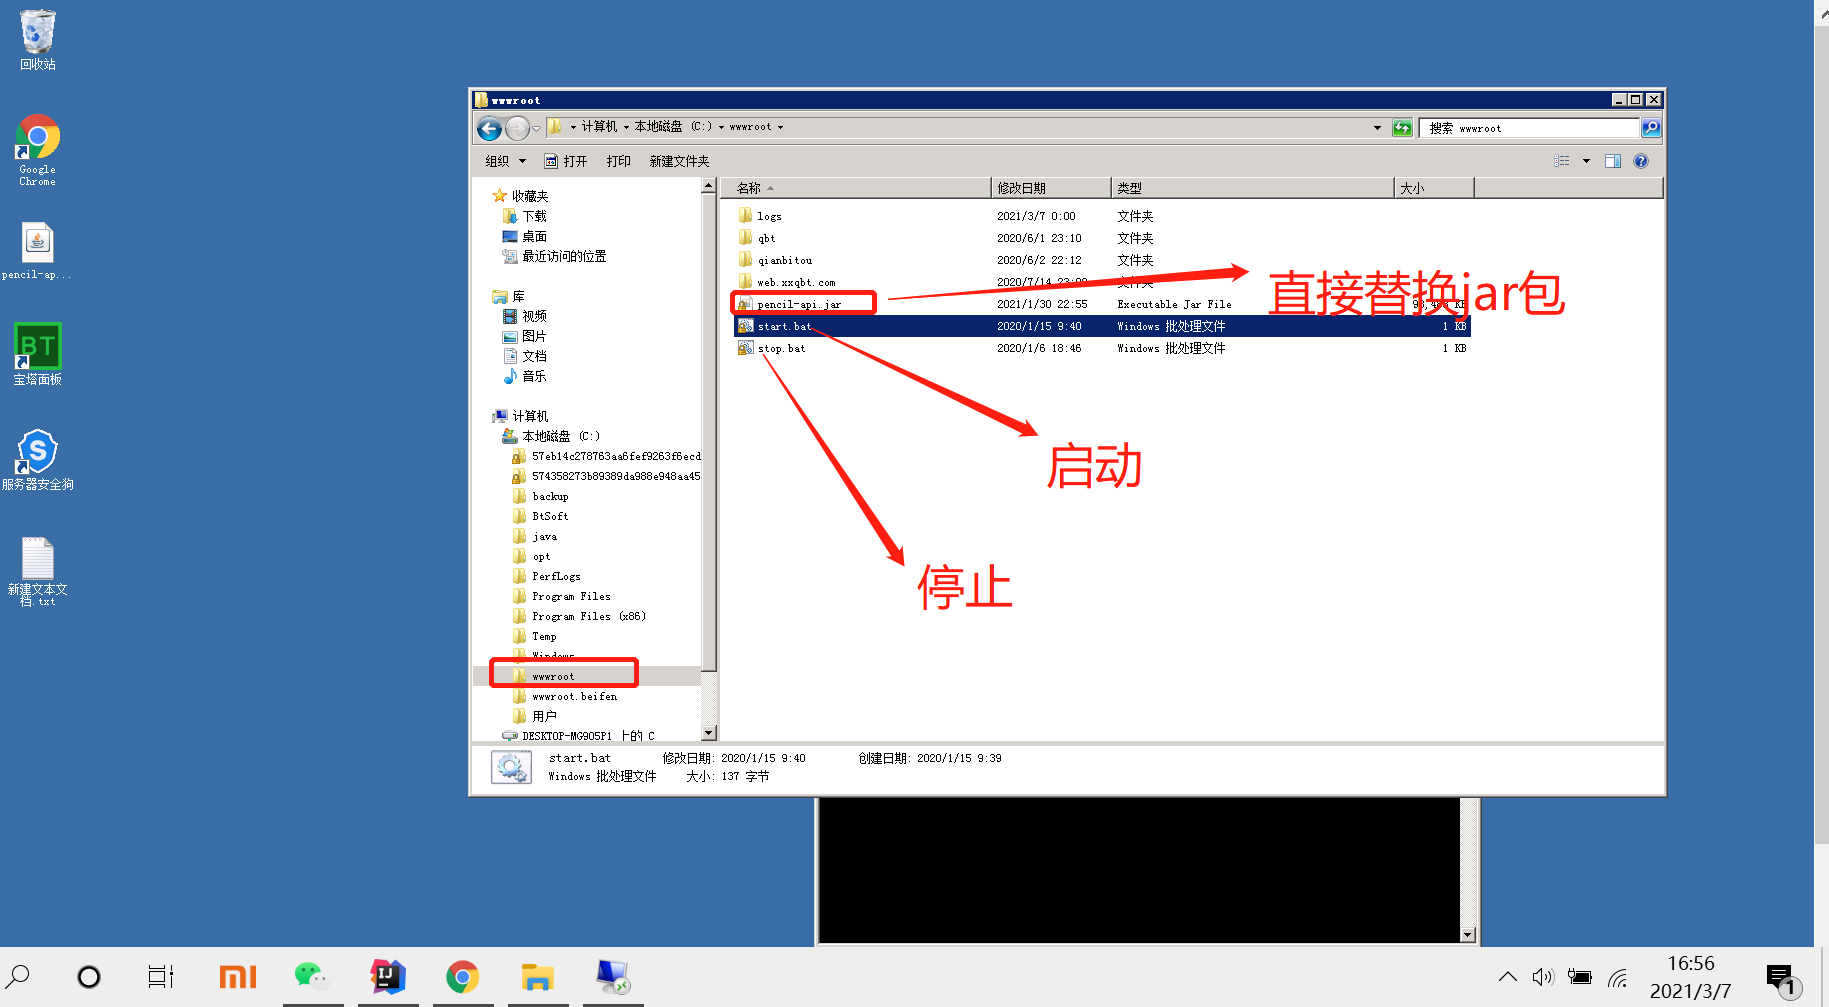 回收站
Google
Chrome
pencil-ap...
BT
宝塔面板
S
服务器安全狗
新建文本文
档.txt
wwwroot
计算机 本地磁盘 (C:) wwwroot
搜索 wwwroot
组织 打开 打印 新建文件夹
收藏夹
下载
桌面
最近访问的位置
库
视频
图片
文档
音乐
计算机
本地磁盘 (C:)
57eb14c278763aa6fef9263f6ecd
574358273b89389da988e948aa45
backup
BtSoft
java
opt
PerfLogs
Program Files
Program Files (x86)
Temp
Windows
wwwroot
wwwroot.beifen
用户
DESKTOP-MG905P1 上的 C
名称 修改日期 类型 大小
logs 2021/3/7 0:00 文件夹
qbt 2020/6/1 23:10 文件夹
qianbitou 2020/6/2 22:12 文件夹
web.xxqbt.com 2020/7/14 文件夹
pencil-api.jar 2021/1/30 22:55 Executable Jar File KB
start.bat 2020/1/15 9:40 Windows 批处理文件 1 KB
stop.bat 2020/1/6 18:46 Windows 批处理文件 1 KB
直接替换jar包
启动
停止
start.bat 修改日期: 2020/1/15 9:40 创建日期: 2020/1/15 9:39
Windows 批处理文件 大小: 137 字节
IJ
16:56
2021/3/7
1